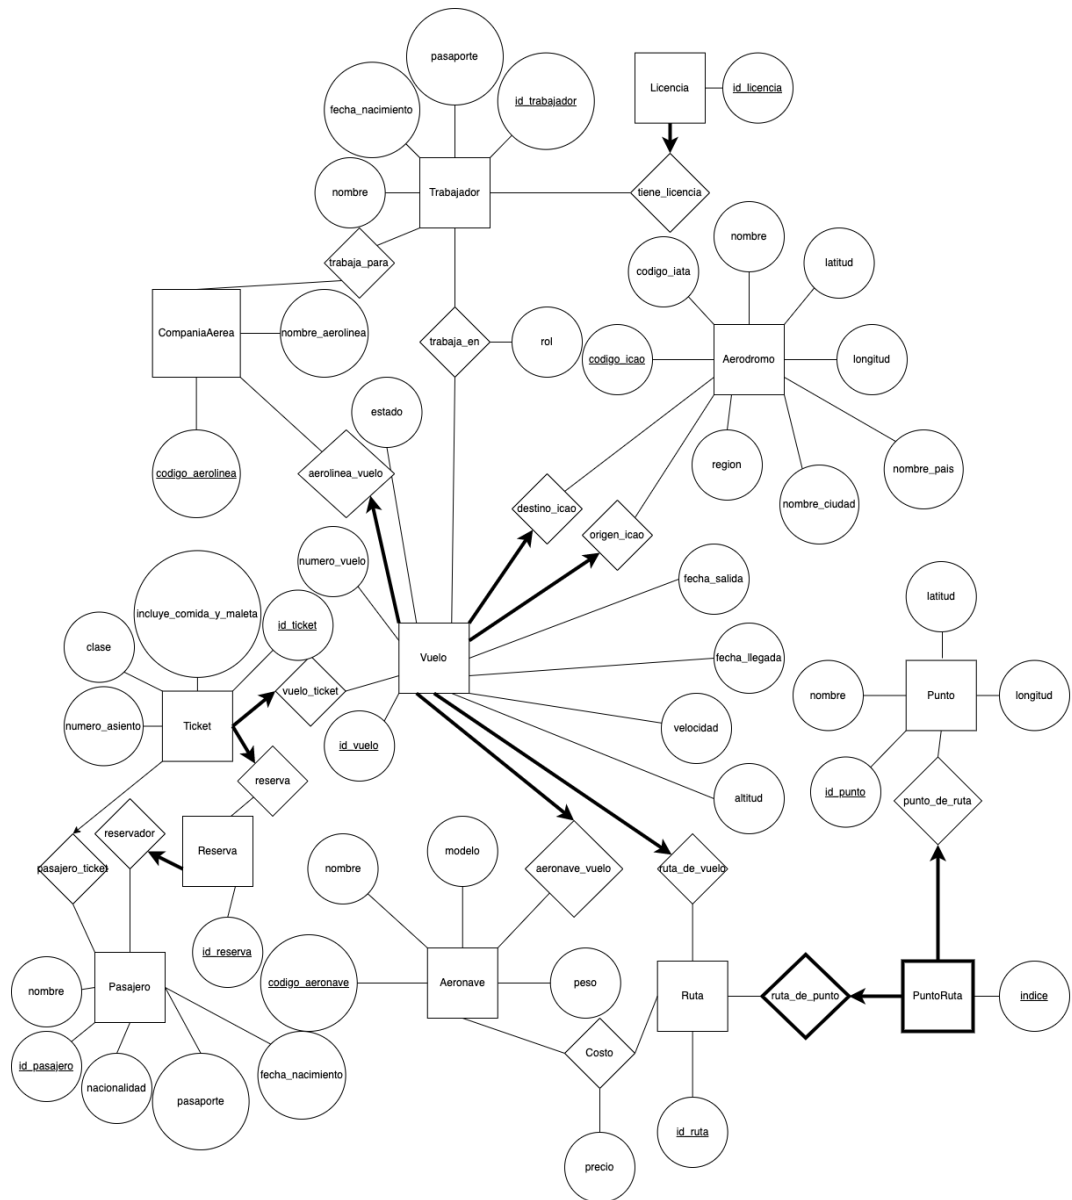 pasaporte
Licencia
id_licencia
id_trabajador
fecha_nacimiento
nombre
Trabajador
tiene_licencia
nombre
latitud
codigo_iata
trabaja_para
CompaniaAerea
nombre_aerolinea
trabaja_en
rol
codigo_icao
Aerodromo
longitud
estado
codigo_aerolinea
aerolinea_vuelo
region
nombre_pais
nombre_ciudad
destino_icao
origen_icao
numero_vuelo
fecha_salida
latitud
incluye_comida_y_maleta
id_ticket
clase
Vuelo
fecha_llegada
vuelo_ticket
nombre
Punto
longitud
numero_asiento
Ticket
velocidad
id_vuelo
reserva
id_punto
altitud
punto_de_ruta
reservador
Reserva
modelo
nombre
pasajero_ticket
aeronave_vuelo
ruta_de_vuelo
id_reserva
codigo_aeronave
Aeronave
peso
nombre
Pasajero
Ruta
ruta_de_punto
PuntoRuta
indice
Costo
id_pasajero
nacionalidad
fecha_nacimiento
pasaporte
id_ruta
precio